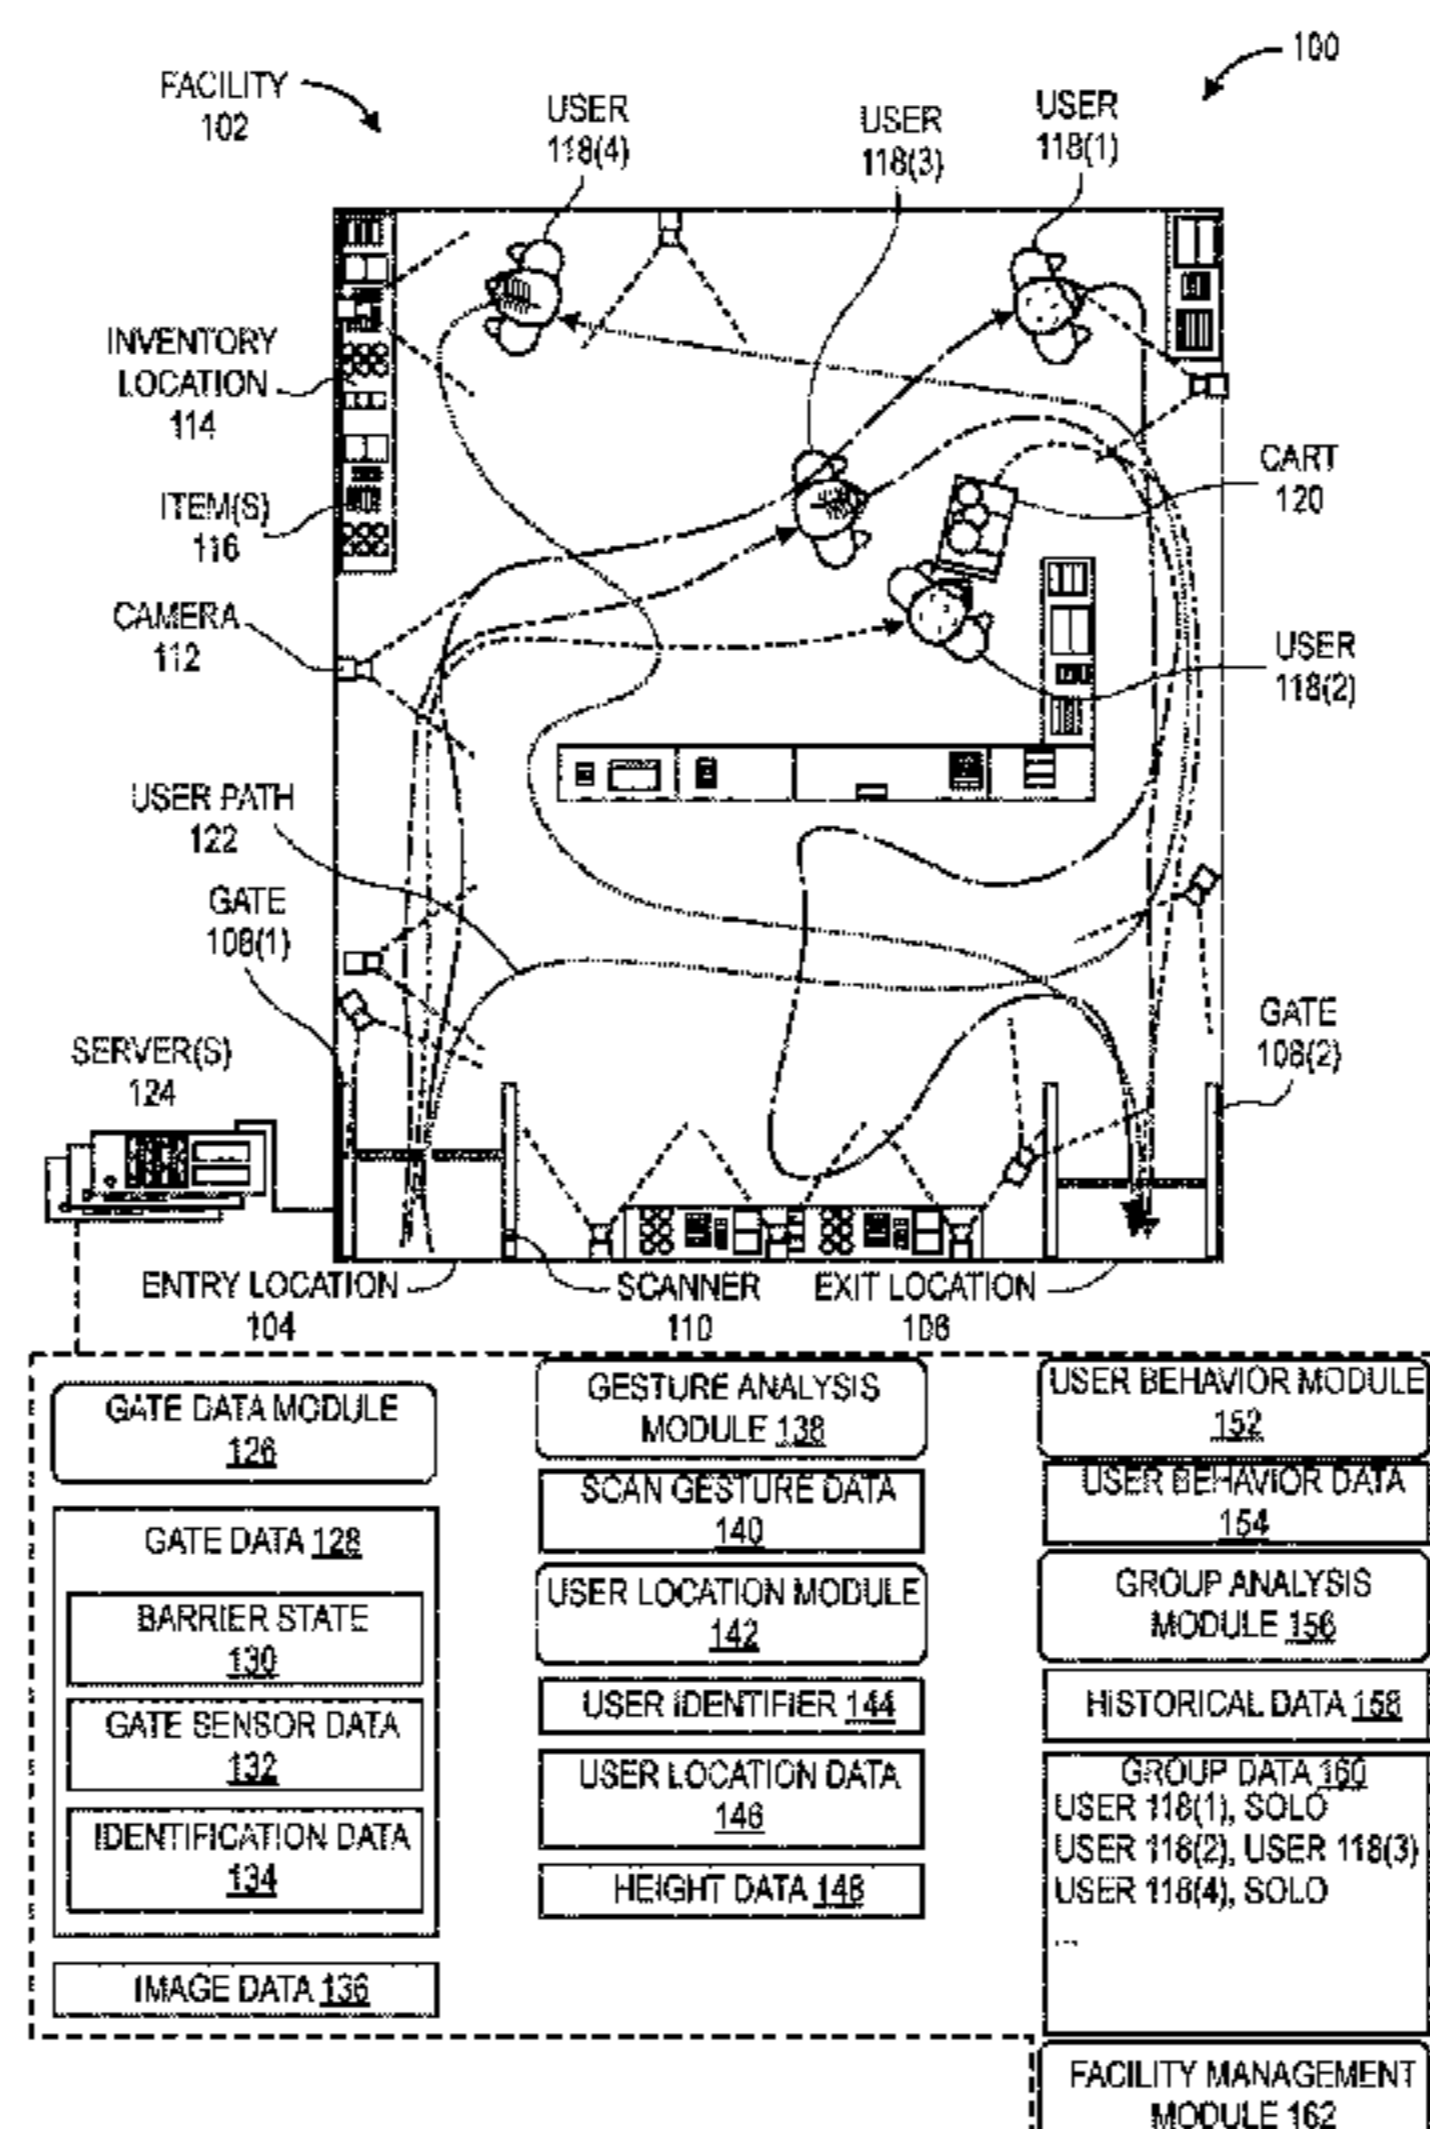 100
FACILITY
102
USER
118(4)
USER
118(3)
USER
118(1)
INVENTORY
LOCATION
114
ITEM(S)
116
CART
120
CAMERA
112
USER
118(2)
USER PATH
122
GATE
108(1)
GATE
108(2)
SERVER(S)
124
ENTRY LOCATION
104
SCANNER
110
EXIT LOCATION
106
GATE DATA MODULE
126
GATE DATA 128
BARRIER STATE
130
GATE SENSOR DATA
132
IDENTIFICATION DATA
134
IMAGE DATA 136
GESTURE ANALYSIS
MODULE 138
SCAN GESTURE DATA
140
USER LOCATION MODULE
142
USER IDENTIFIER 144
USER LOCATION DATA
146
HEIGHT DATA 148
USER BEHAVIOR MODULE
152
USER BEHAVIOR DATA
154
GROUP ANALYSIS
MODULE 156
HISTORICAL DATA 158
GROUP DATA 160
USER 118(1), SOLO
USER 118(2), USER 118(3)
USER 118(4), SOLO
...
FACILITY MANAGEMENT
MODULE 162